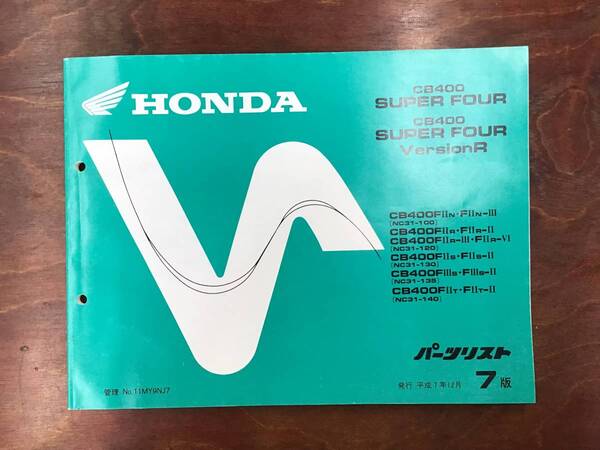 HONDA
CB400
SUPER FOUR
CB400
SUPER FOUR
VersionR
CB400FIIN・FIIN-III
(NC31-100)
CB400FIIR・FIIR-II
CB400FIIR-III・FIIR-VI
(NC31-120)
CB400FIIS・FIIS-II
(NC31-130)
CB400FIIIS・FIIIS-II
(NC31-135)
CB400FIIT・FIIT-II
(NC31-140)
パーツリスト
管理 No.11MY9NJ7
発行 平成7年12月 7版